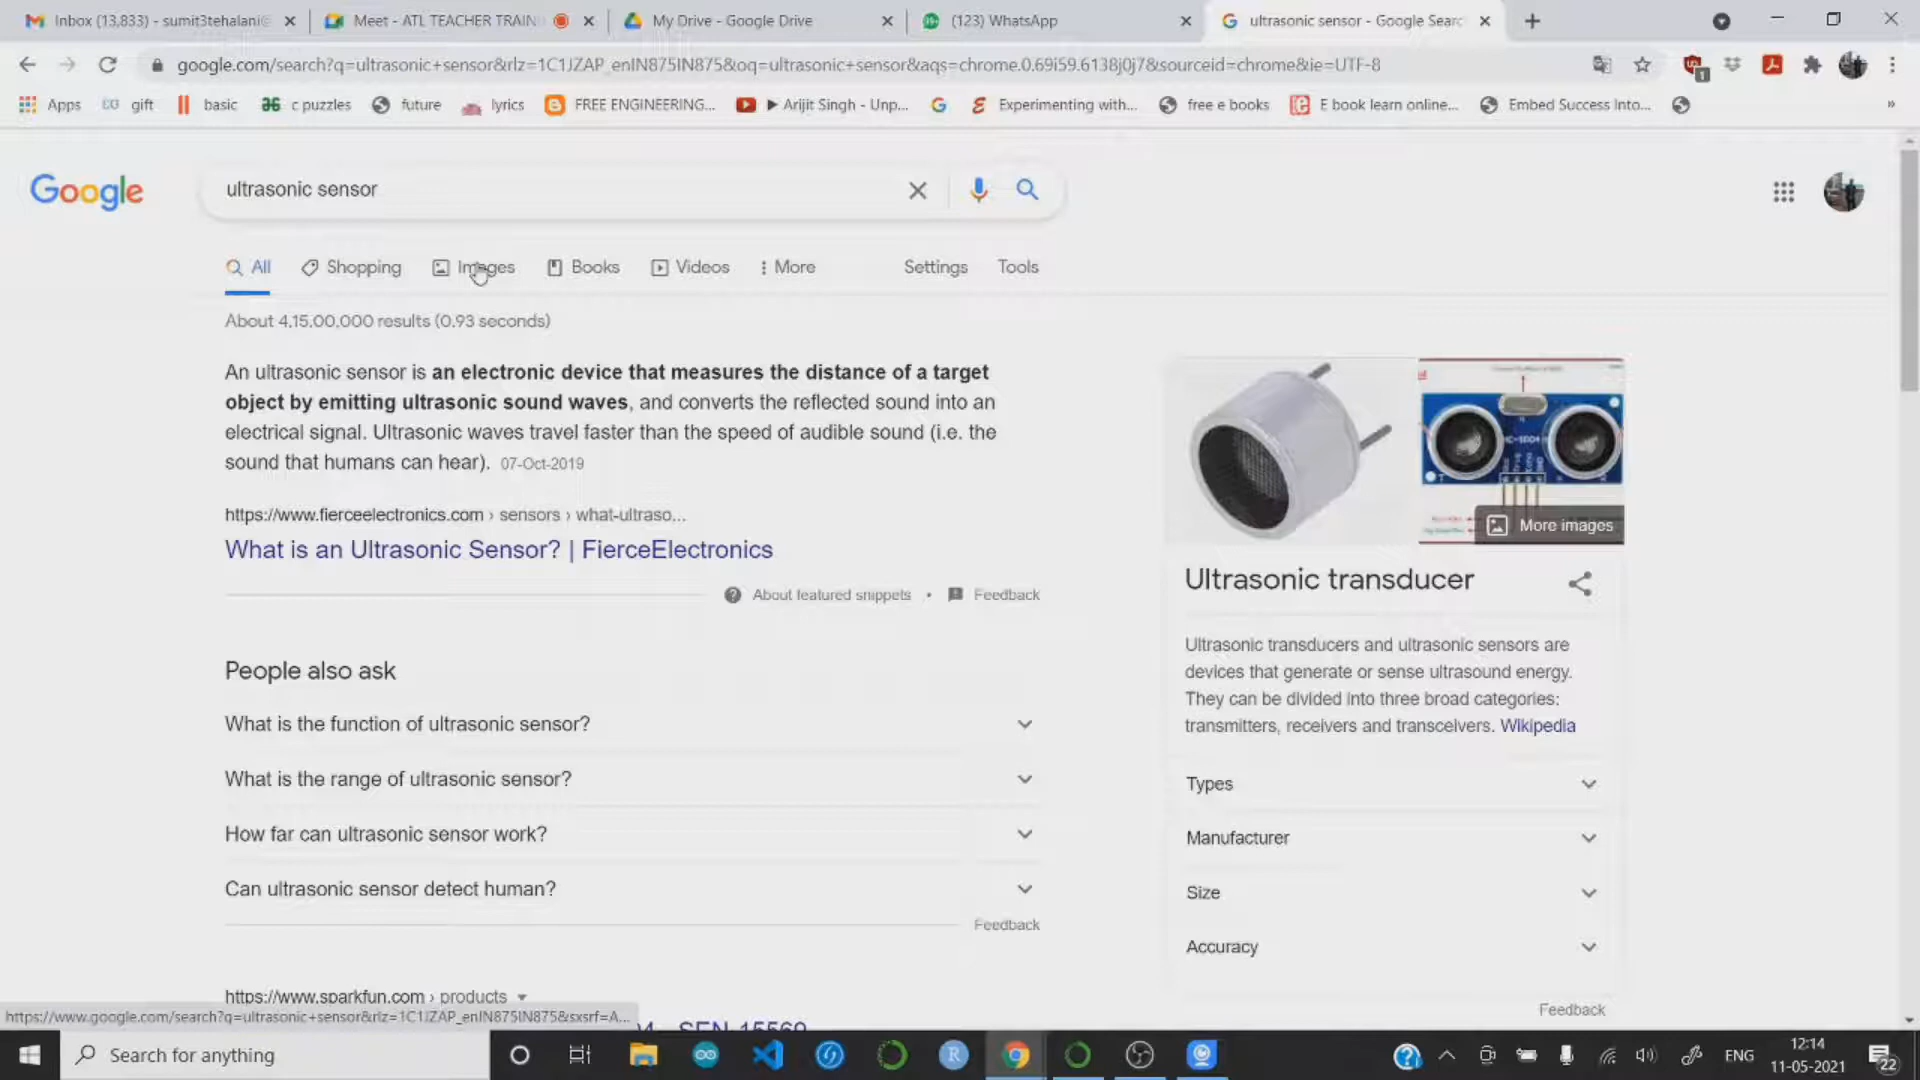 Inbox (13,833) - sumit3tehalani@
Meet - ATL TEACHER TRAIN
My Drive - Google Drive
(123) WhatsApp
ultrasonic sensor - Google Searc
google.com/search?q=ultrasonic+sensor&rlz=1C1JZAP_enIN875IN875&oq=ultrasonic+sensor&aqs=chrome.0.69i59.6138j0j7&sourceid=chrome&ie=UTF-8
1
Apps
gift
basic
c puzzles
future
lyrics
FREE ENGINEERING...
Arijit Singh - Unp...
Experimenting with...
free e books
E book learn online...
Embed Success Into...
»
Google
ultrasonic sensor
All
Shopping
Images
Books
Videos
More
Settings
Tools
About 4,15,00,000 results (0.93 seconds)
An ultrasonic sensor is an electronic device that measures the distance of a target
object by emitting ultrasonic sound waves, and converts the reflected sound into an
electrical signal. Ultrasonic waves travel faster than the speed of audible sound (i.e. the
sound that humans can hear). 07-Oct-2019
https://www.fierceelectronics.com › sensors › what-ultraso...
What is an Ultrasonic Sensor? | FierceElectronics
About featured snippets • Feedback
People also ask
What is the function of ultrasonic sensor?
What is the range of ultrasonic sensor?
How far can ultrasonic sensor work?
Can ultrasonic sensor detect human?
Feedback
https://www.sparkfun.com › products
SEN-15569
https://www.google.com/search?q=ultrasonic+sensor&rlz=1C1JZAP_enIN875IN875&sxsrf=A...
More images
Ultrasonic transducer
Ultrasonic transducers and ultrasonic sensors are
devices that generate or sense ultrasound energy.
They can be divided into three broad categories:
transmitters, receivers and transceivers. Wikipedia
Types
Manufacturer
Size
Accuracy
Feedback
Search for anything
R
ENG
12:14
11-05-2021
22